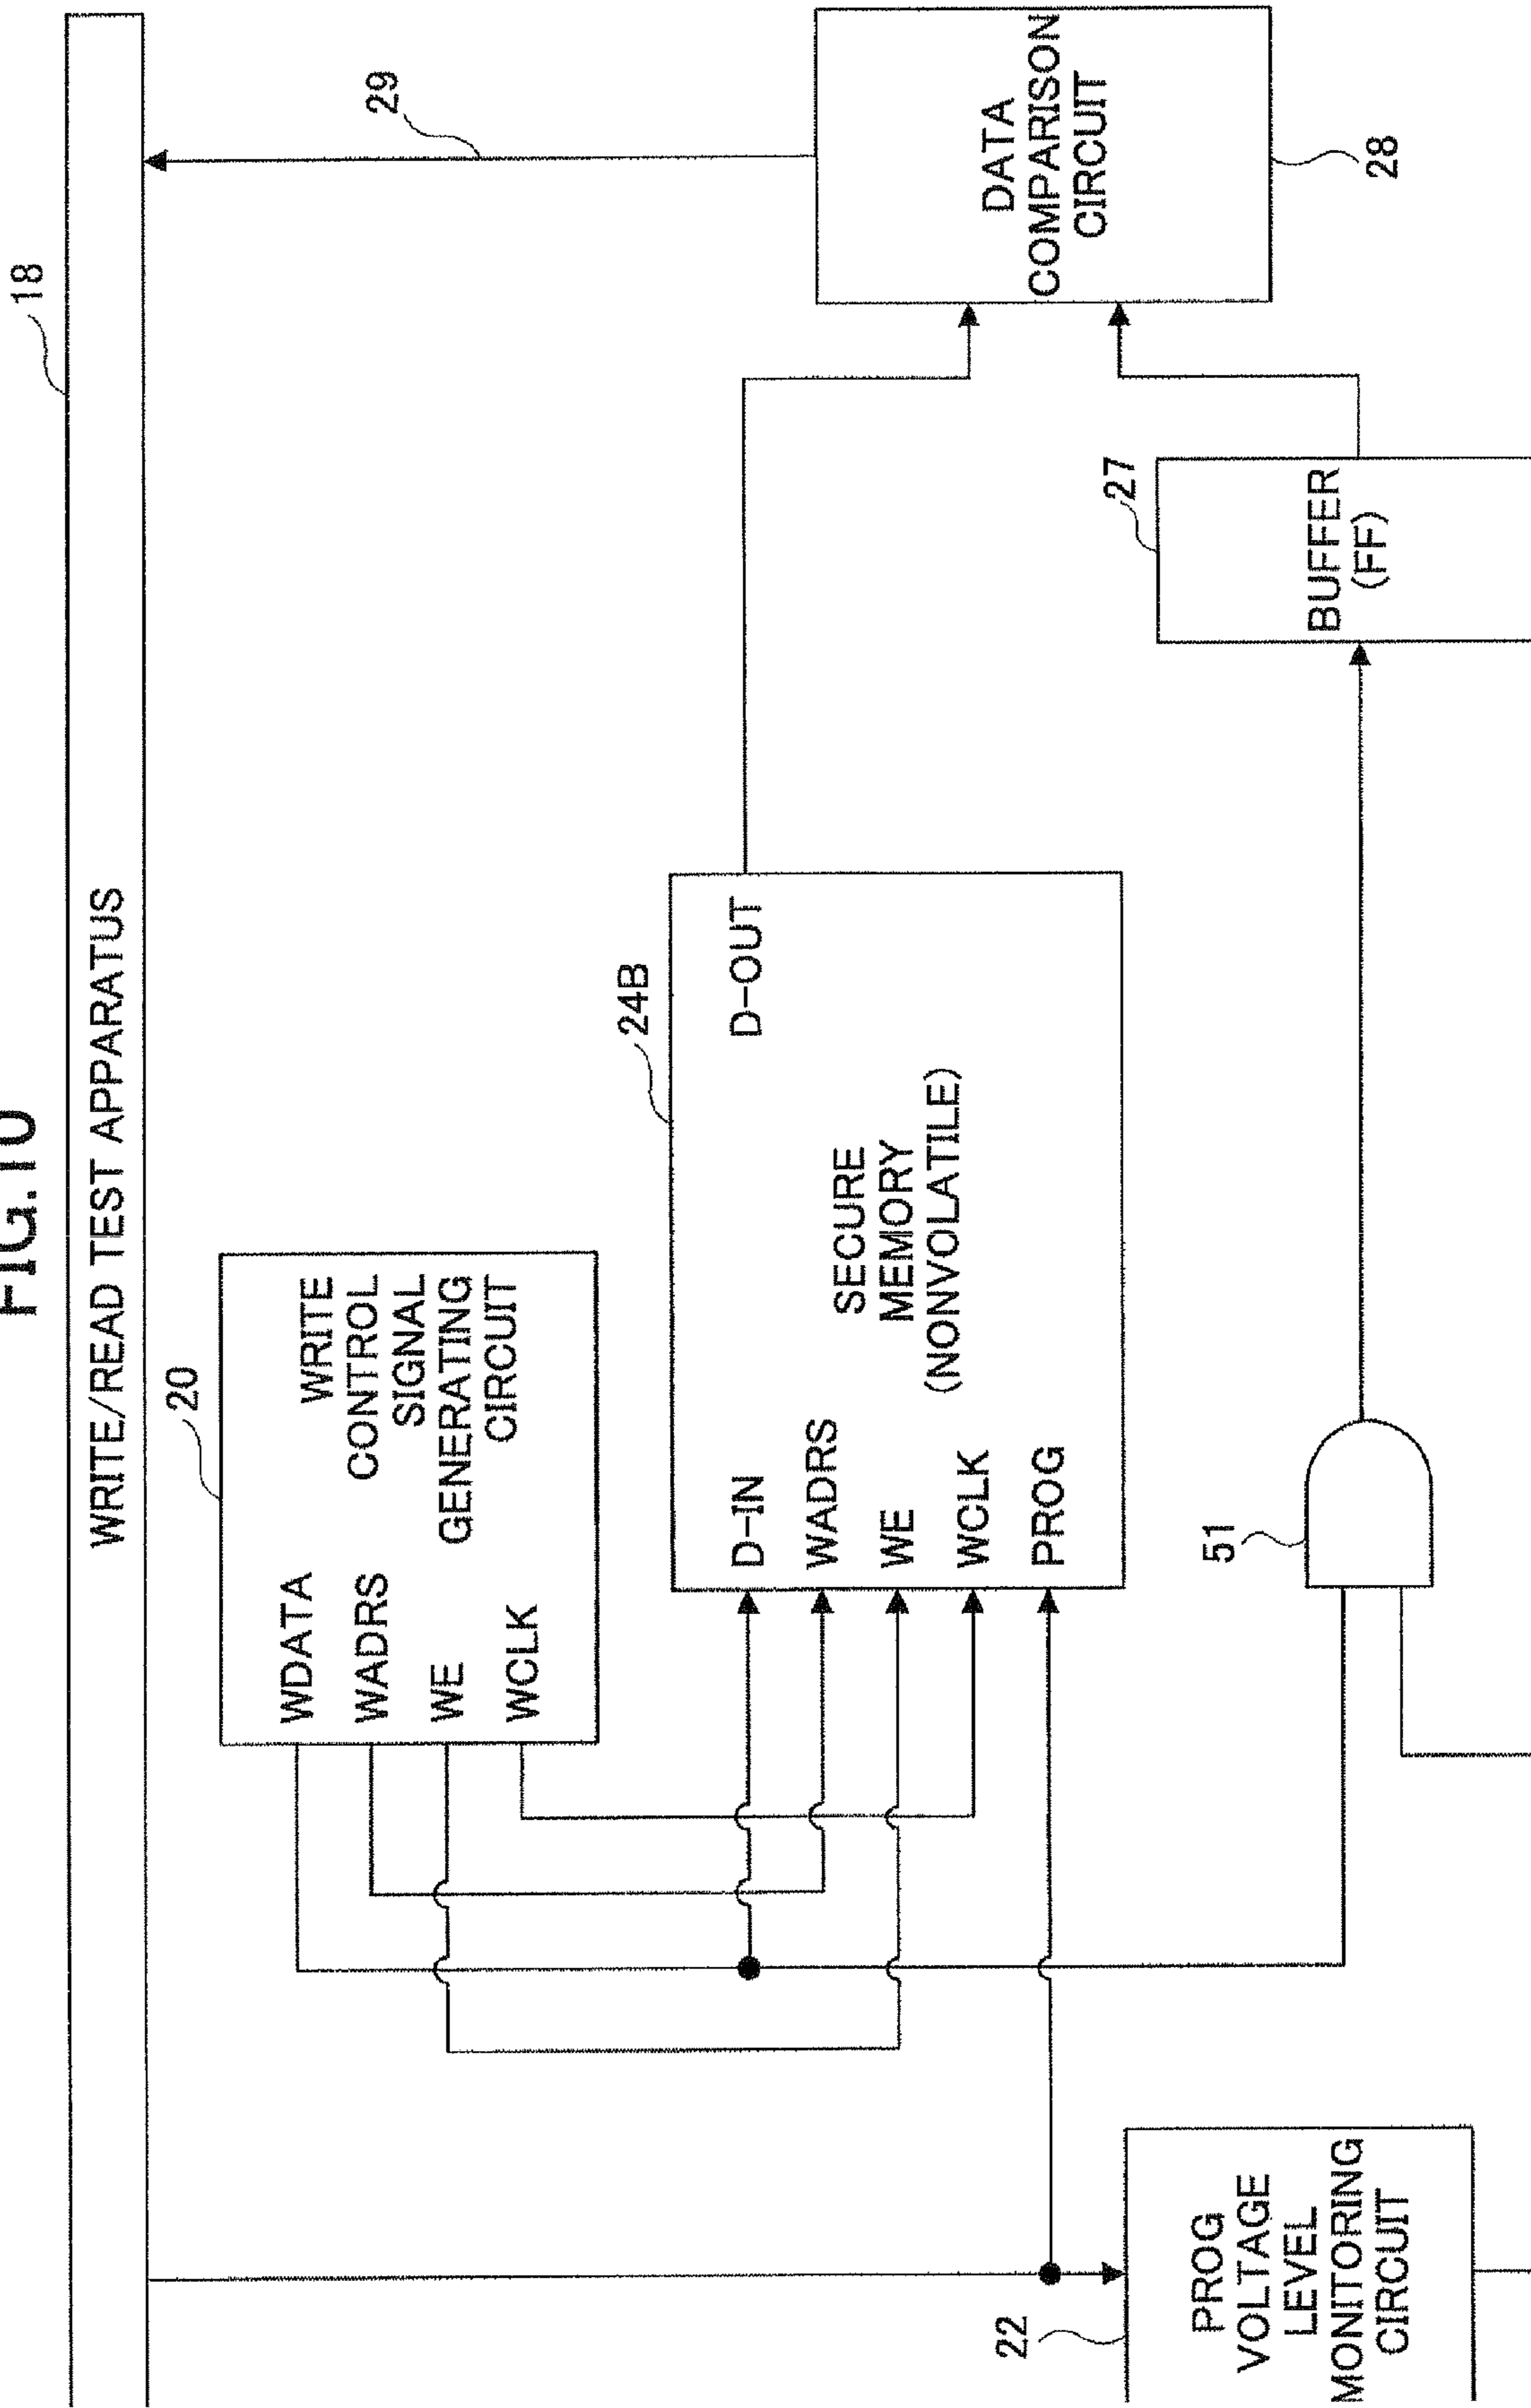 FIG.10
18
WRITE/READ TEST APPARATUS
20
WDATA
WADRS
WE
WCLK
WRITE
CONTROL
SIGNAL
GENERATING
CIRCUIT
29
24B
D-IN
WADRS
WE
WCLK
PROG
SECURE
MEMORY
(NONVOLATILE)
D-OUT
DATA
COMPARISON
CIRCUIT
28
22
PROG
VOLTAGE
LEVEL
MONITORING
CIRCUIT
51
27
BUFFER
(FF)